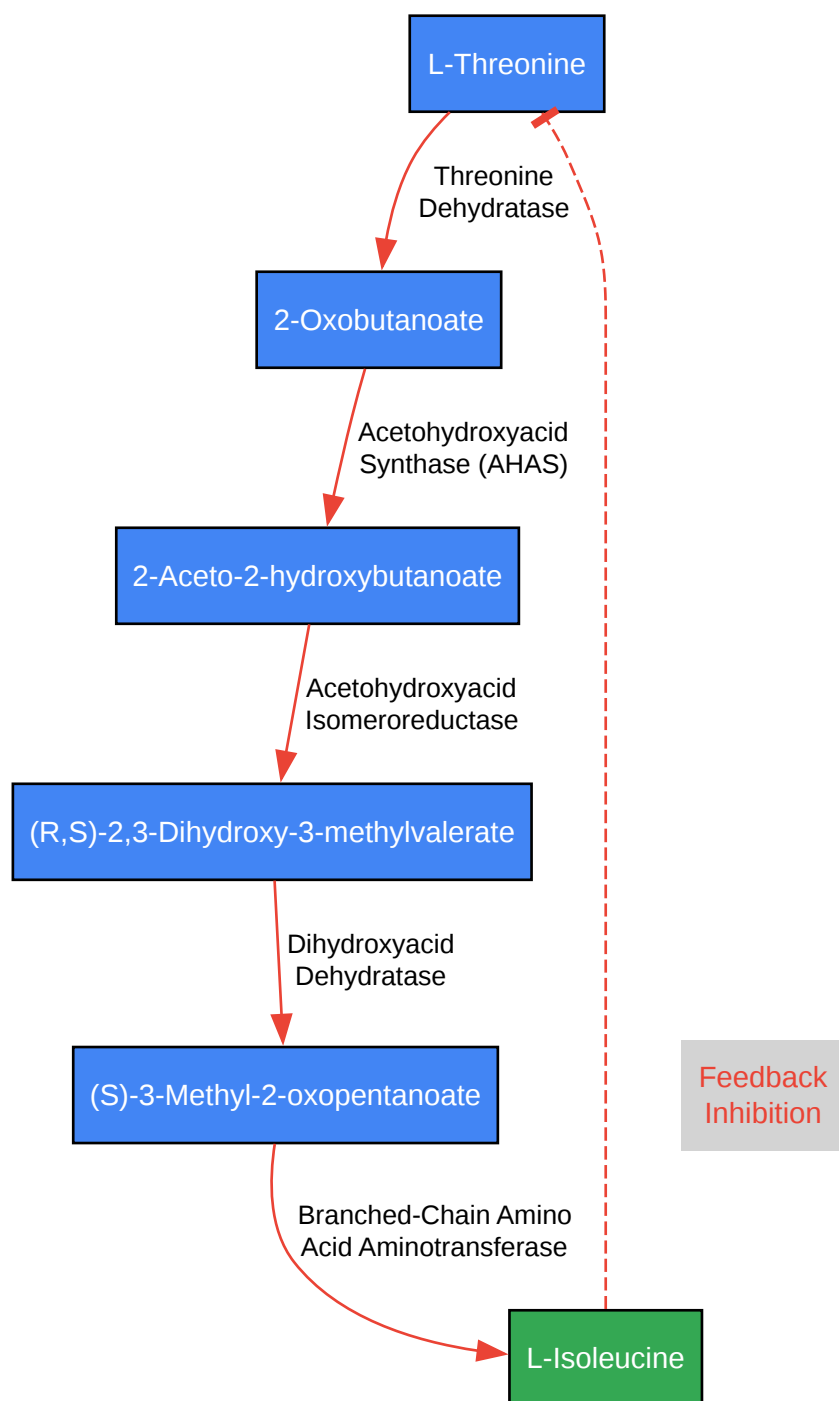 L-Threonine
Threonine
Dehydratase
2-Oxobutanoate
Acetohydroxyacid
Synthase (AHAS)
2-Aceto-2-hydroxybutanoate
Acetohydroxyacid
Isomeroreductase
(R,S)-2,3-Dihydroxy-3-methylvalerate
Dihydroxyacid
Dehydratase
(S)-3-Methyl-2-oxopentanoate
Feedback
Inhibition
Branched-Chain Amino
Acid Aminotransferase
L-Isoleucine